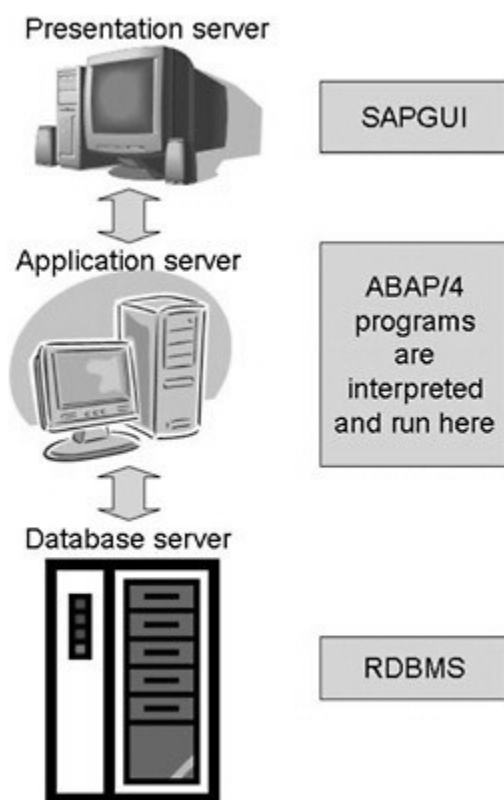 Presentation server
SAPGUI
Application server
ABAP/4
programs
are
interpreted
and run here
Database server
RDBMS